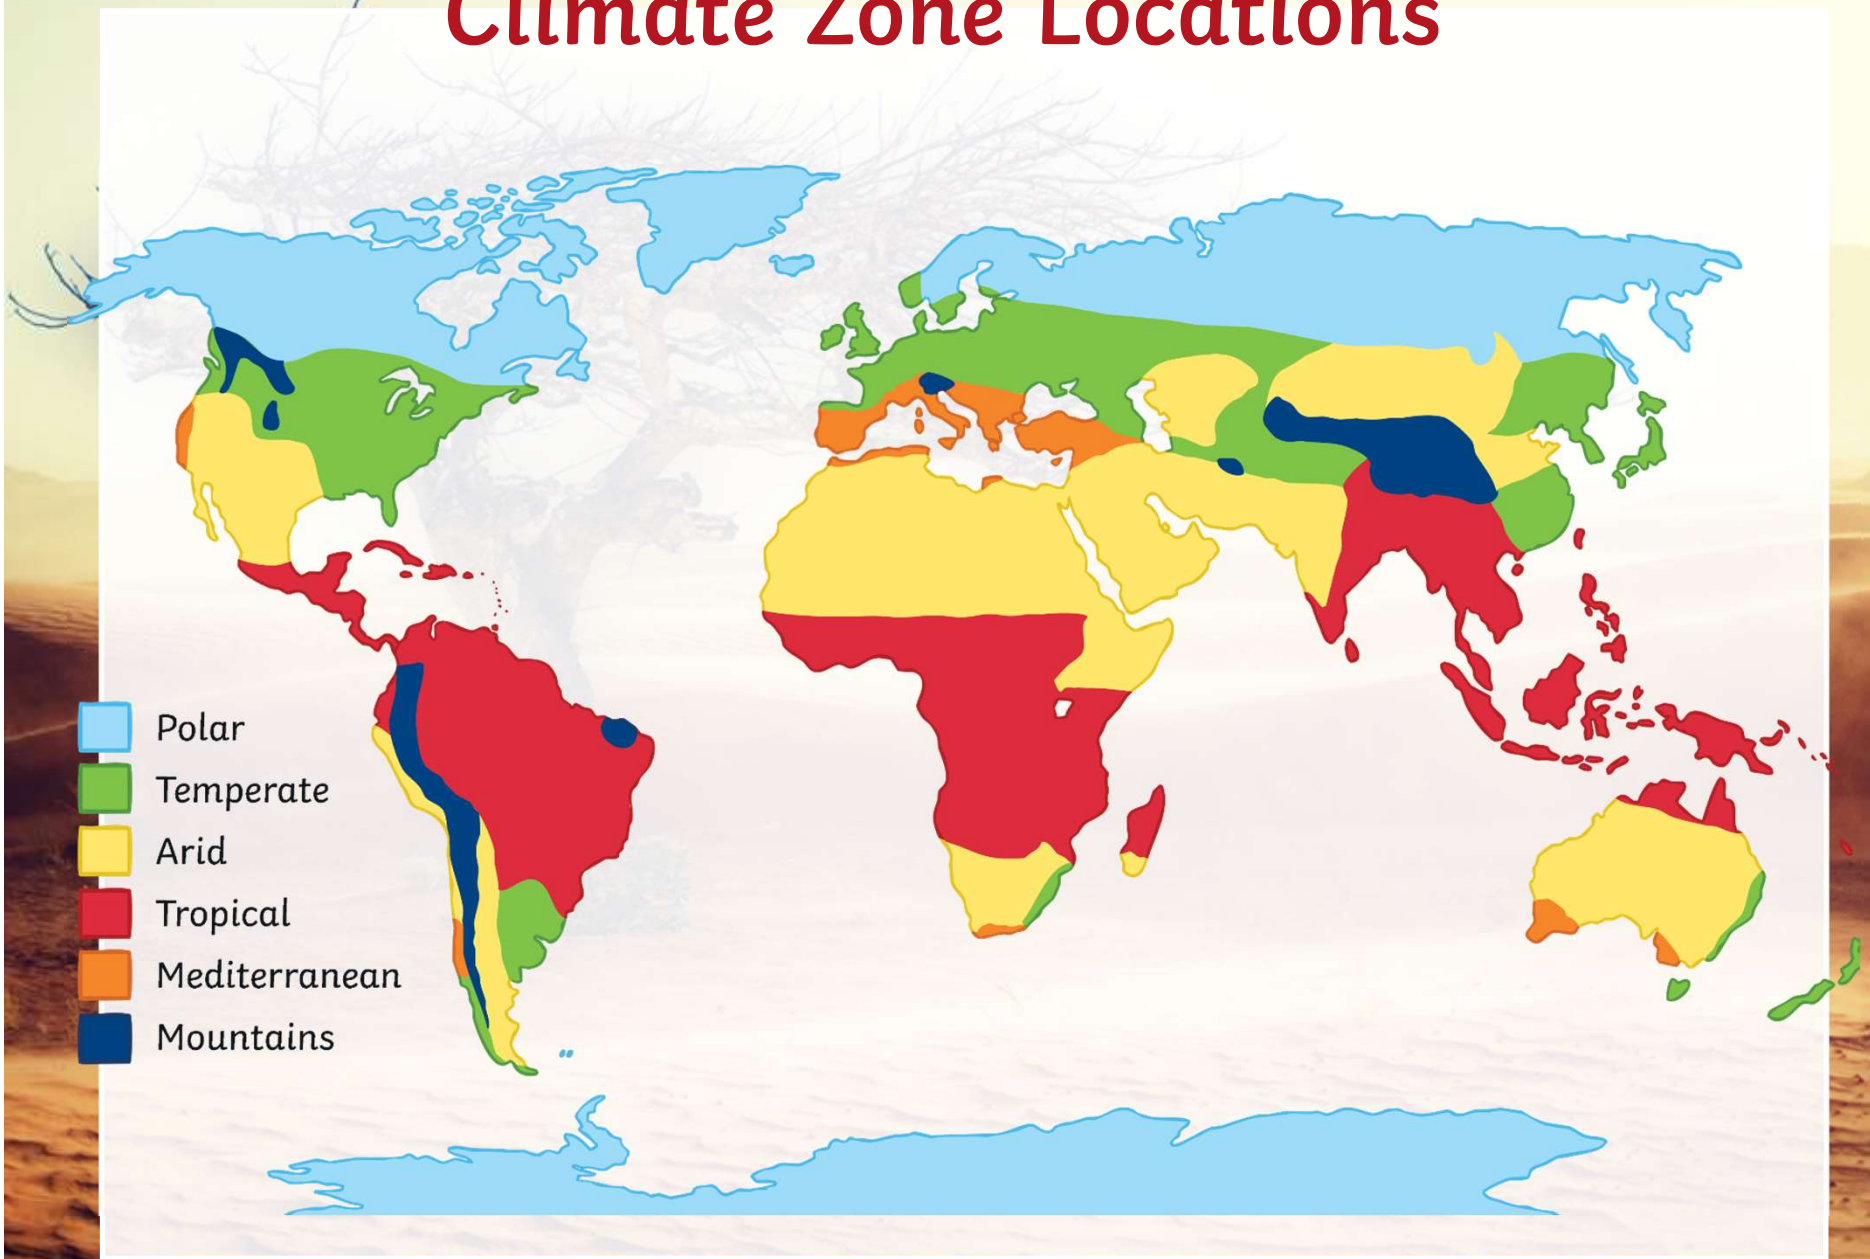 Climate Zone Locations
Polar
Temperate
Arid
Tropical
Mediterranean
Mountains